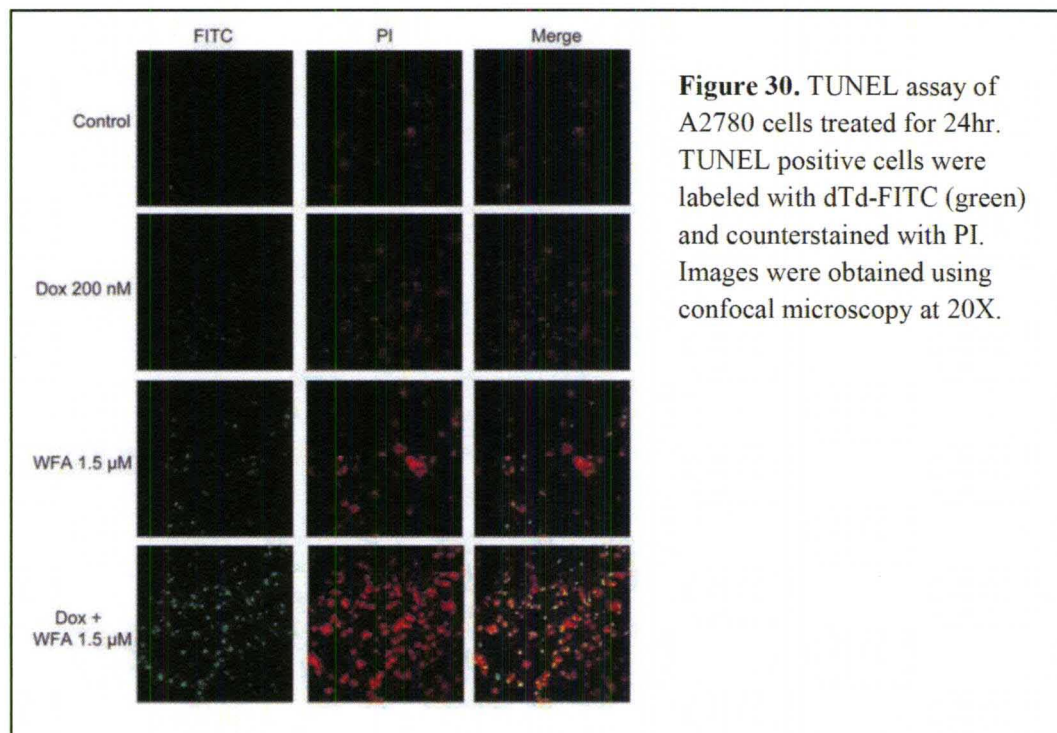 FITC PI Merge
Control
Dox 200 nM
WFA 1.5 µM
Dox +
WFA 1.5 µM
Figure 30. TUNEL assay of
A2780 cells treated for 24hr.
TUNEL positive cells were
labeled with dTd-FITC (green)
and counterstained with PI.
Images were obtained using
confocal microscopy at 20X.